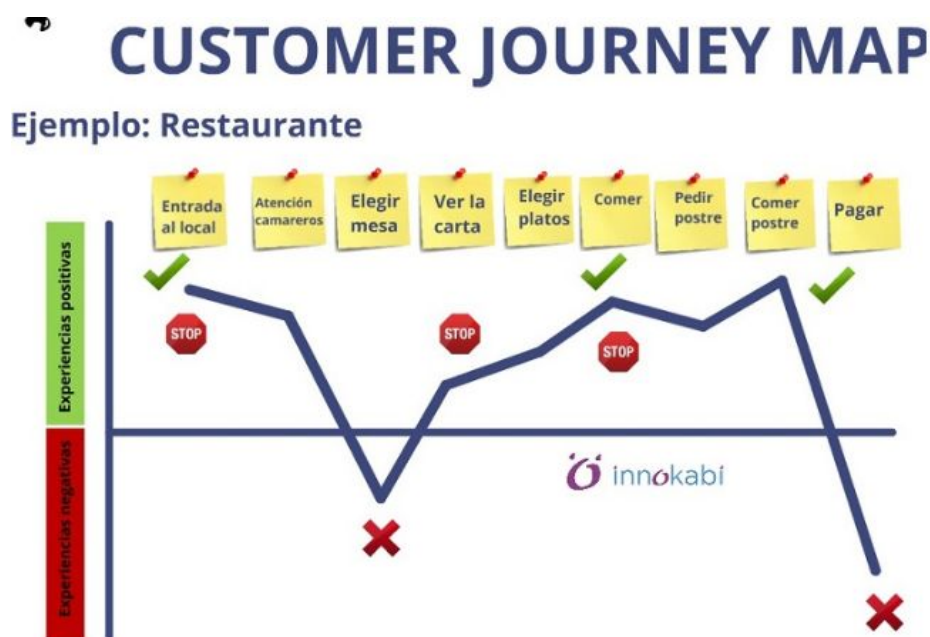 CUSTOMER JOURNEY MAP
Ejemplo: Restaurante
Entrada
al local
Atención
camareros
Elegir
mesa
Ver la
carta
Elegir
platos
Comer
Pedir
postre
Comer
postre
Pagar
Experiencias positivas
STOP
STOP
STOP
Experiencias negativas
innokabi